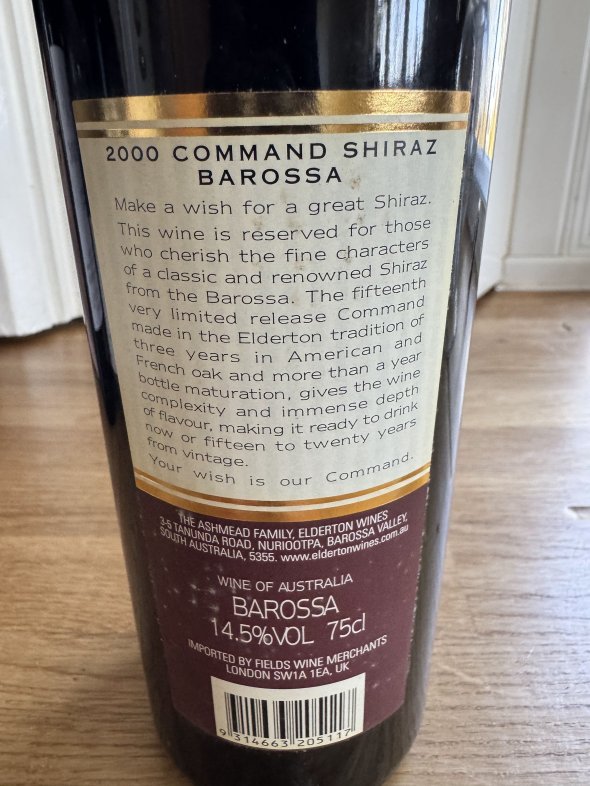 2000 COMMAND SHIRAZ
BAROSSA
Make a wish for a great Shiraz.
This wine is reserved for those
who cherish the fine characters
of a classic and renowned Shiraz
from the Barossa. The fifteenth
very limited release Command
made in the Elderton tradition of
three years in American and
French oak and more than a year
bottle maturation, gives the wine
complexity and immense depth
of flavour, making it ready to drink
now or fifteen to twenty years
from vintage.
Your wish is our Command.
THE ASHMEAD FAMILY, ELDERTON WINES
3-5 TANUNDA ROAD, NURIOOTPA, BAROSSA VALLEY,
SOUTH AUSTRALIA, 5355. www.eldertonwines.com.au
WINE OF AUSTRALIA
BAROSSA
14.5%VOL 75cl
IMPORTED BY FIELDS WINE MERCHANTS
LONDON SW1A 1EA, UK
9 314663 205117